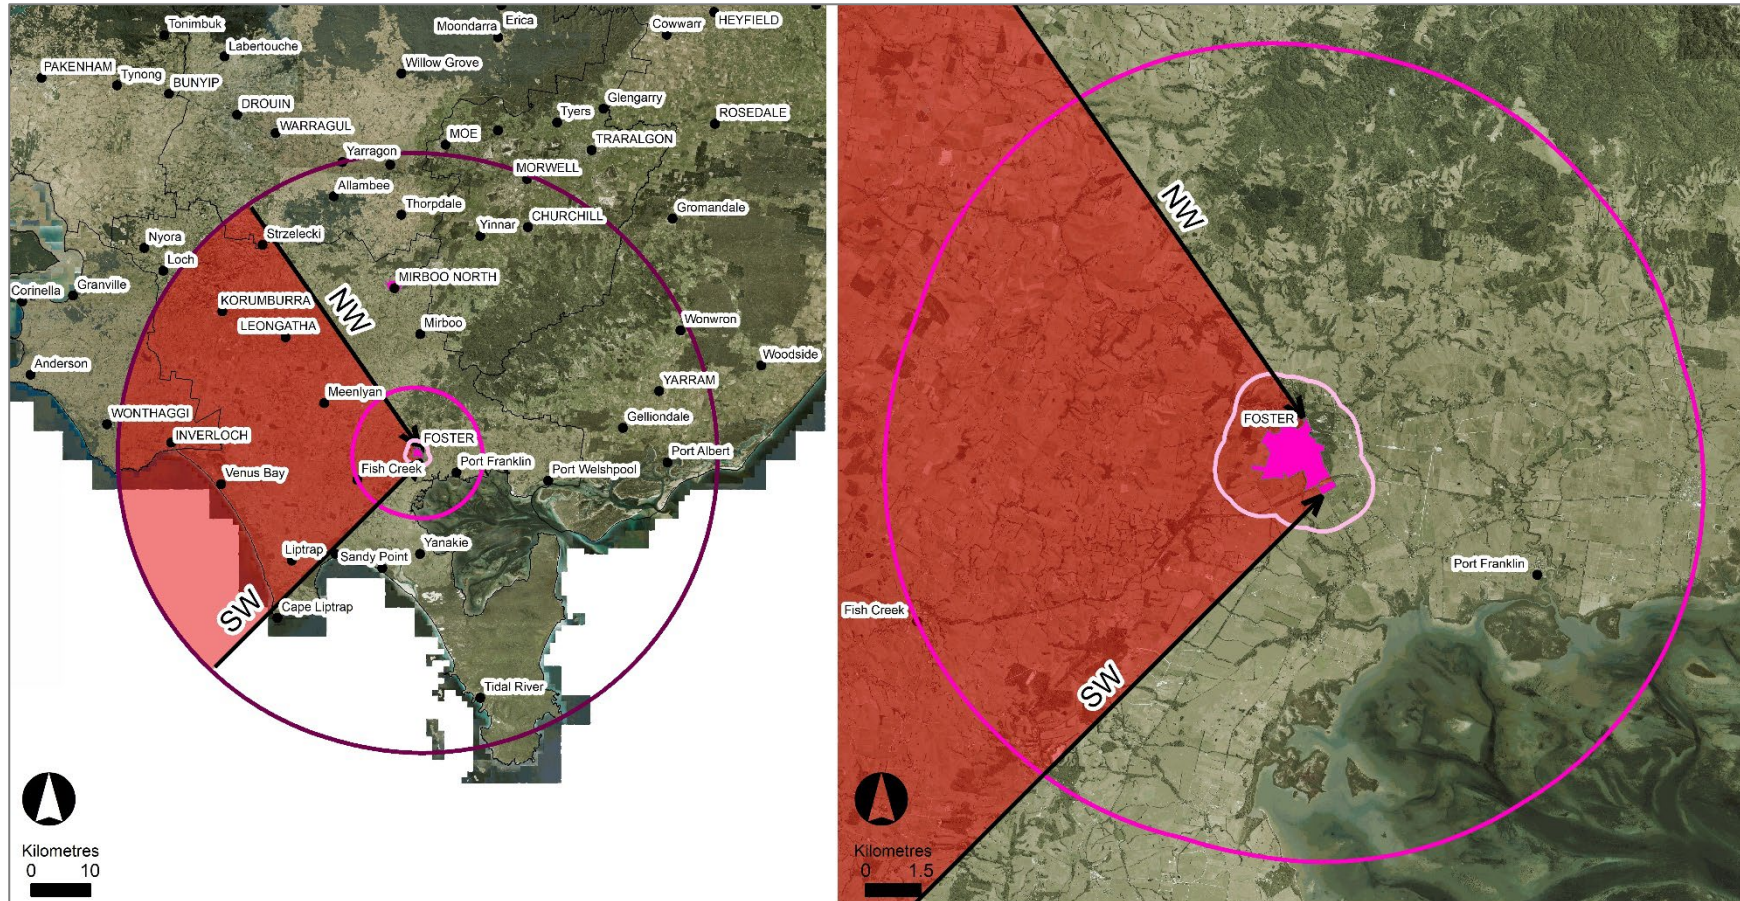 Tonimbuk
Erica
Moondarra
Cowwarr
HEYFIELD
Labertouche
PAKENHAM
Tynong
BUNYIP
Willow Grove
DROUIN
Glengarry
Tyers
ROSEDALE
WARRAGUL
MOE
TRARALGON
Yarragon
MORWELL
Allambee
Thorpdale
Gromandale
CHURCHILL
Yinnar
Nyora
Strzelecki
Loch
MIRBOO NORTH
Corinella
Granville
KORUMBURRA
NW
LEONGATHA
Mirboo
Wonwron
Anderson
Woodside
Meenlyan
YARRAM
WONTHAGGI
Gelliondale
INVERLOCH
FOSTER
Venus Bay
Fish Creek
Port Franklin
Port Welshpool
Port Albert
Liptrap
Sandy Point
Yanakie
SW
Cape Liptrap
Tidal River
Kilometres
0 10
NW
FOSTER
Port Franklin
Fish Creek
SW
Kilometres
0 1.5